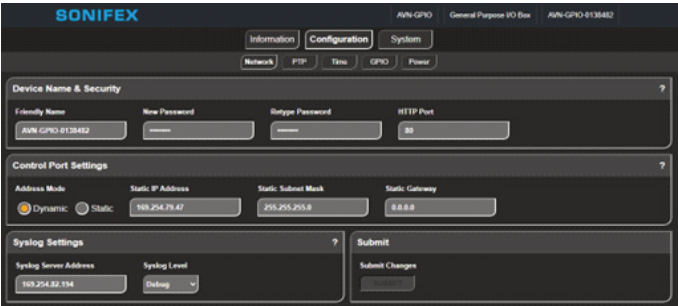 SONIFEX AVN-GPIO General Purpose I/O Box AVN-GPIO-0138482
Information Configuration System
Network PTP Time GPIO Power
Device Name & Security ?
Friendly Name New Password Retype Password HTTP Port
AVN-GPIO-0138482 •••••••• •••••••• 80
Control Port Settings ?
Address Mode Static IP Address Static Subnet Mask Static Gateway
Dynamic Static 169.254.79.47 255.255.255.0 0.0.0.0
Syslog Settings ? Submit
Syslog Server Address Syslog Level Submit Changes
169.254.82.194 Debug SUBMIT